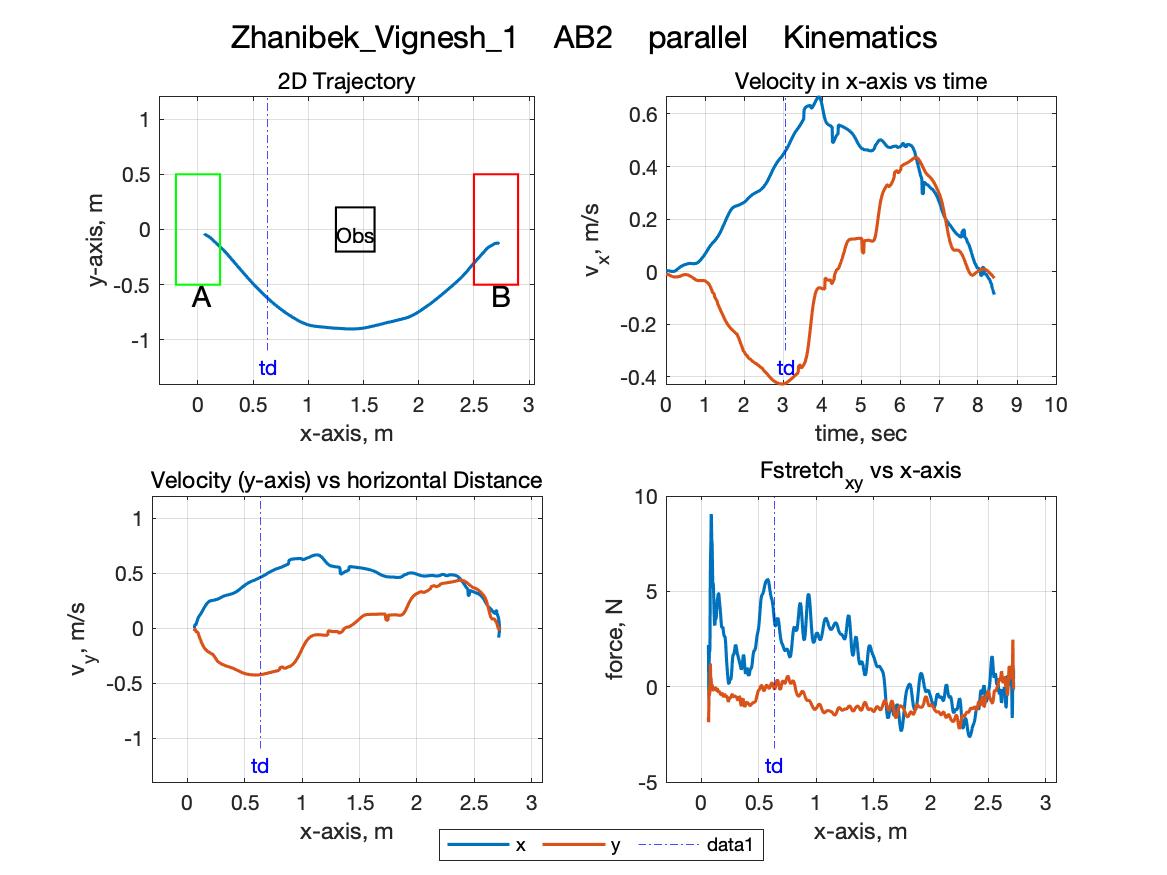 Zhanibek_Vignesh_1 AB2 parallel Kinematics
2D Trajectory
1
0.5
0
-0.5
-1
y-axis, m
A
Obs
B
td
0 0.5 1 1.5 2 2.5 3
x-axis, m
Velocity in x-axis vs time
0.6
0.4
0.2
0
-0.2
-0.4
vx, m/s
td
0 1 2 3 4 5 6 7 8 9 10
time, sec
Velocity (y-axis) vs horizontal Distance
1
0.5
0
-0.5
-1
vy, m/s
td
0 0.5 1 1.5 2 2.5 3
x-axis, m
Fstretchxy vs x-axis
10
5
0
-5
force, N
td
0 0.5 1 1.5 2 2.5 3
x-axis, m
x y data1